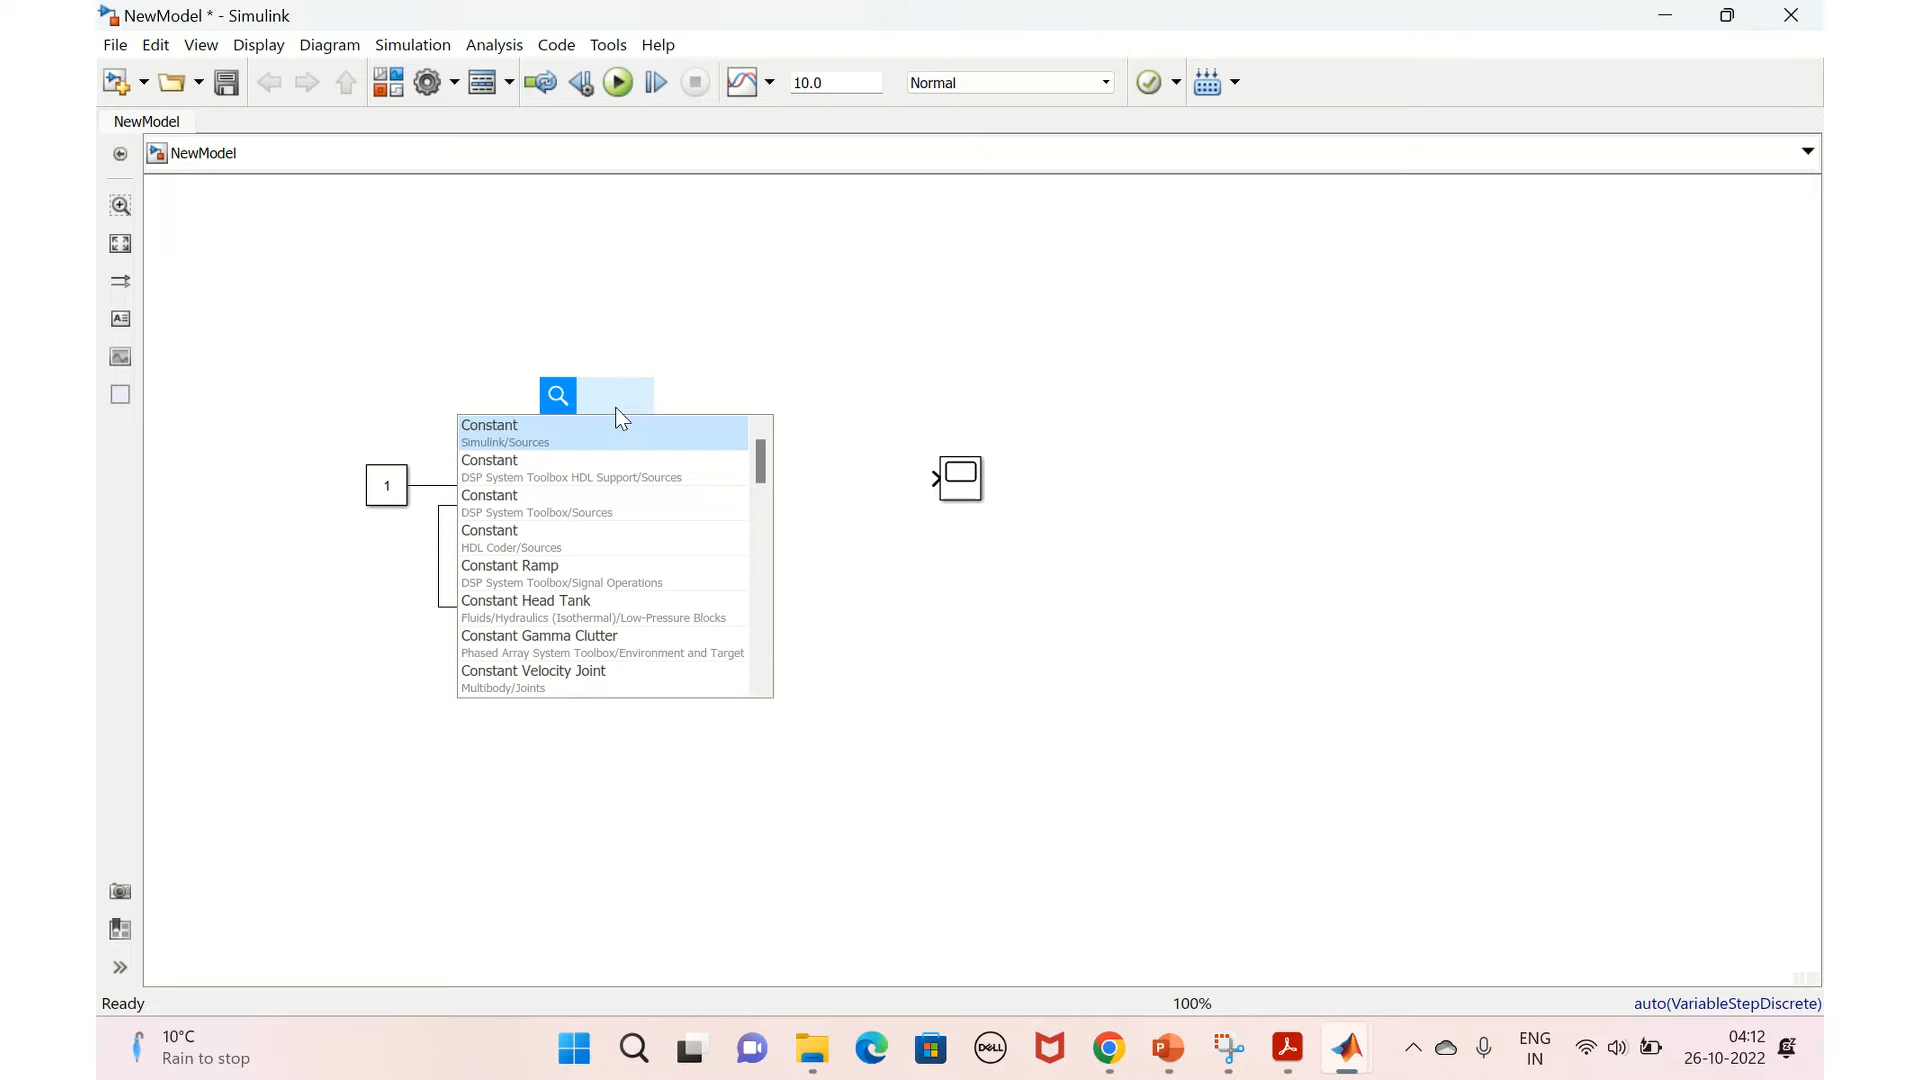 NewModel * - Simulink
File Edit View Display Diagram Simulation Analysis Code Tools Help
10.0 Normal
NewModel
NewModel
Constant
Simulink/Sources
Constant
DSP System Toolbox HDL Support/Sources
Constant
DSP System Toolbox/Sources
Constant
HDL Coder/Sources
Constant Ramp
DSP System Toolbox/Signal Operations
Constant Head Tank
Fluids/Hydraulics (Isothermal)/Low-Pressure Blocks
Constant Gamma Clutter
Phased Array System Toolbox/Environment and Target
Constant Velocity Joint
Multibody/Joints
1
Ready 100% auto(VariableStepDiscrete)
10°C
Rain to stop
DELL
ENG
IN
04:12
26-10-2022